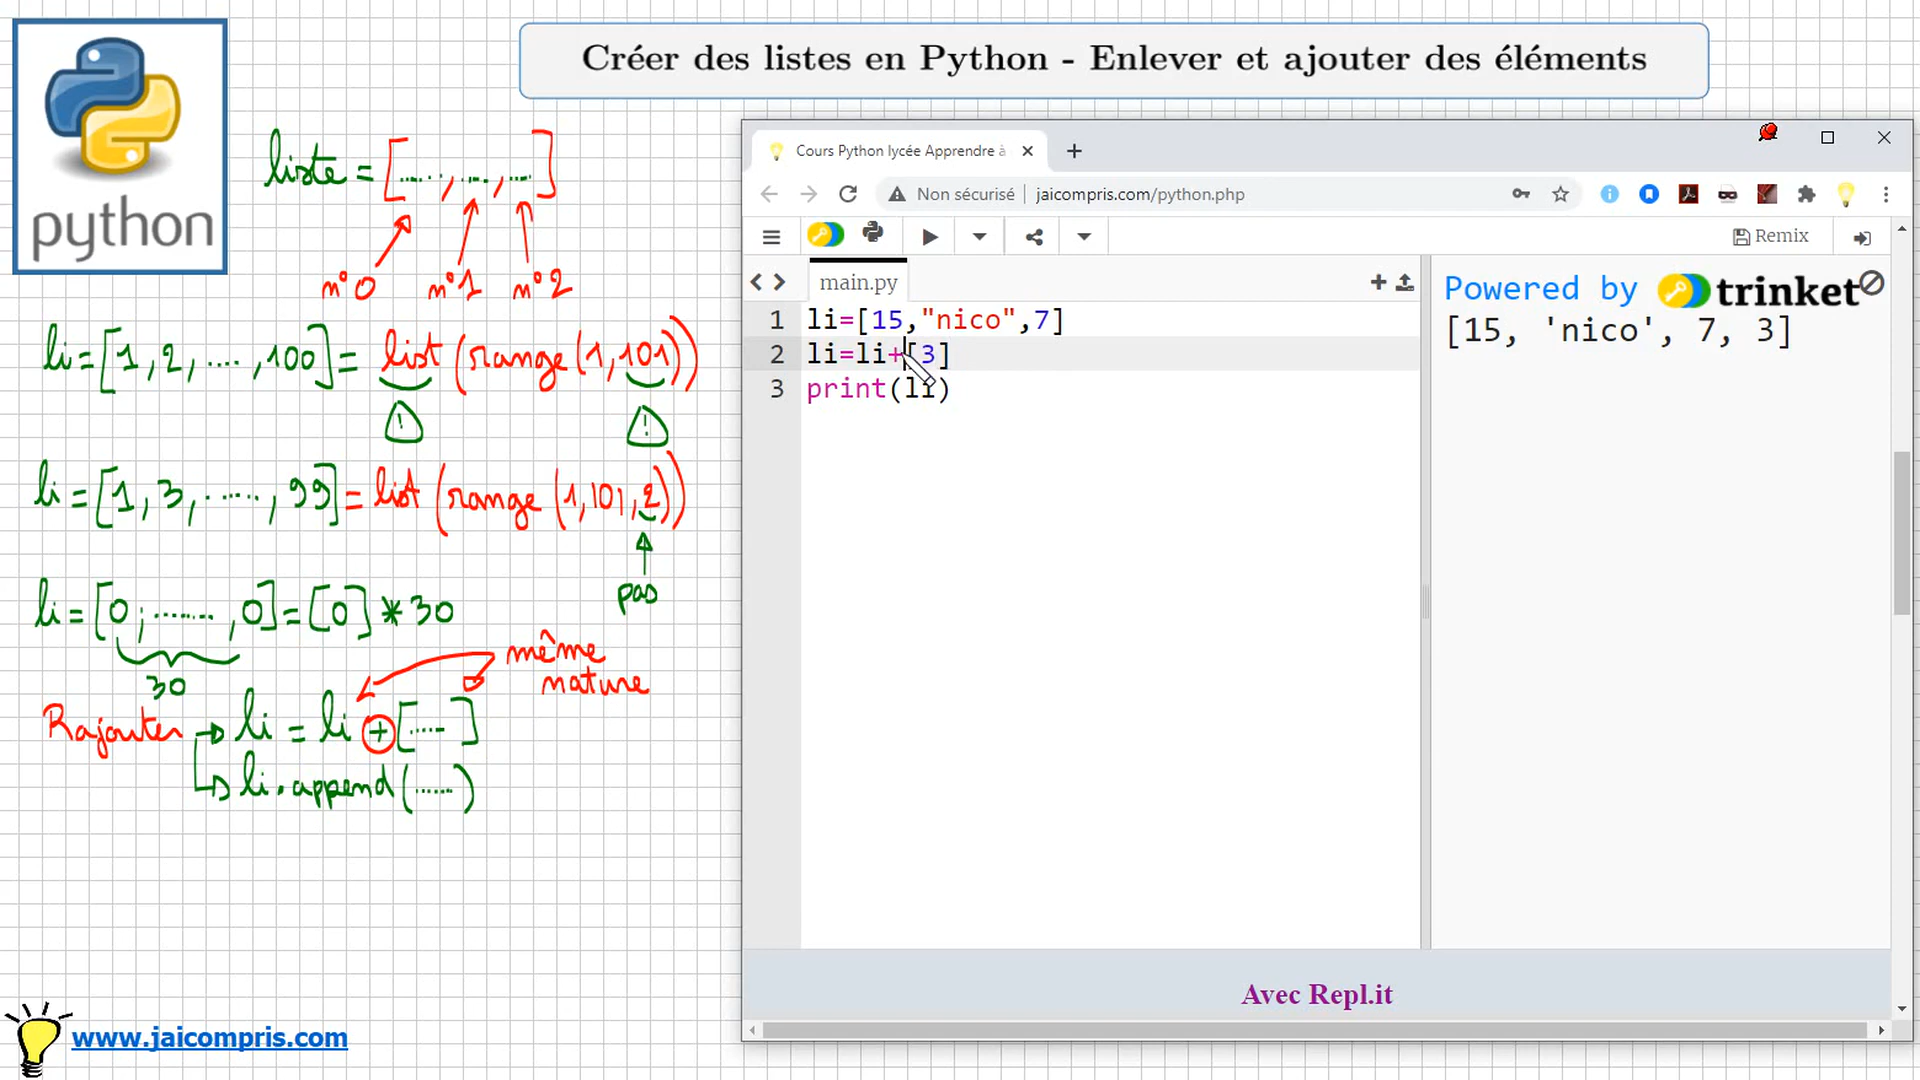 Créer des listes en Python - Enlever et ajouter des éléments
python
liste = [....., ...., ....]
n°0 n°1 n°2
li = [1, 2, ...., 100] = list (range (1, 101))
!
!
li = [1, 3, ......, 99] = list (range (1, 101, 2))
pas
li = [0; ........, 0] = [0] * 30
30
même
nature
Rajouter → li = li + [....]
↳ li.append (......)
www.jaicompris.com
Cours Python lycée Apprendre à
Non sécurisé
jaicompris.com/python.php
Remix
main.py
1 li=[15,"nico",7]
2 li=li+[3]
3 print(li)
Powered by trinket
[15, 'nico', 7, 3]
Avec Repl.it